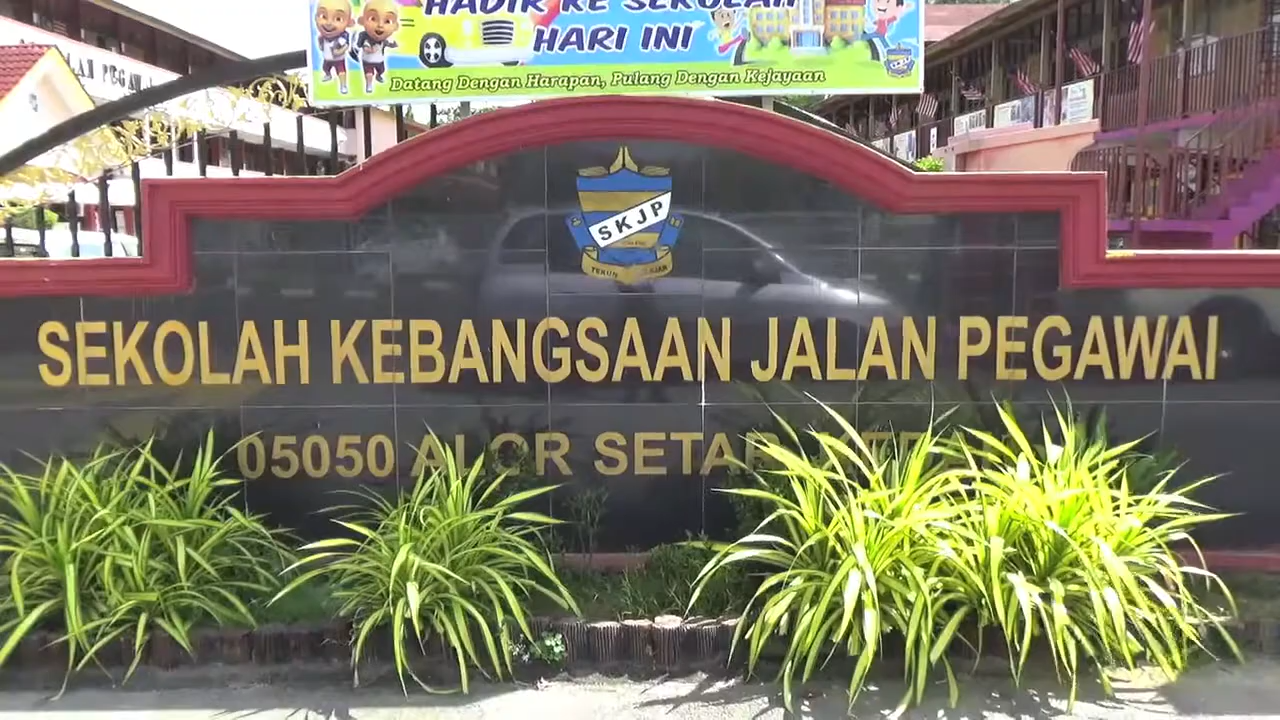 HADIR KE SEKOLAH
HARI INI
Datang Dengan Harapan, Pulang Dengan Kejayaan
SKJP
SEKOLAH KEBANGSAAN JALAN PEGAWAI
05050 ALOR SETAR